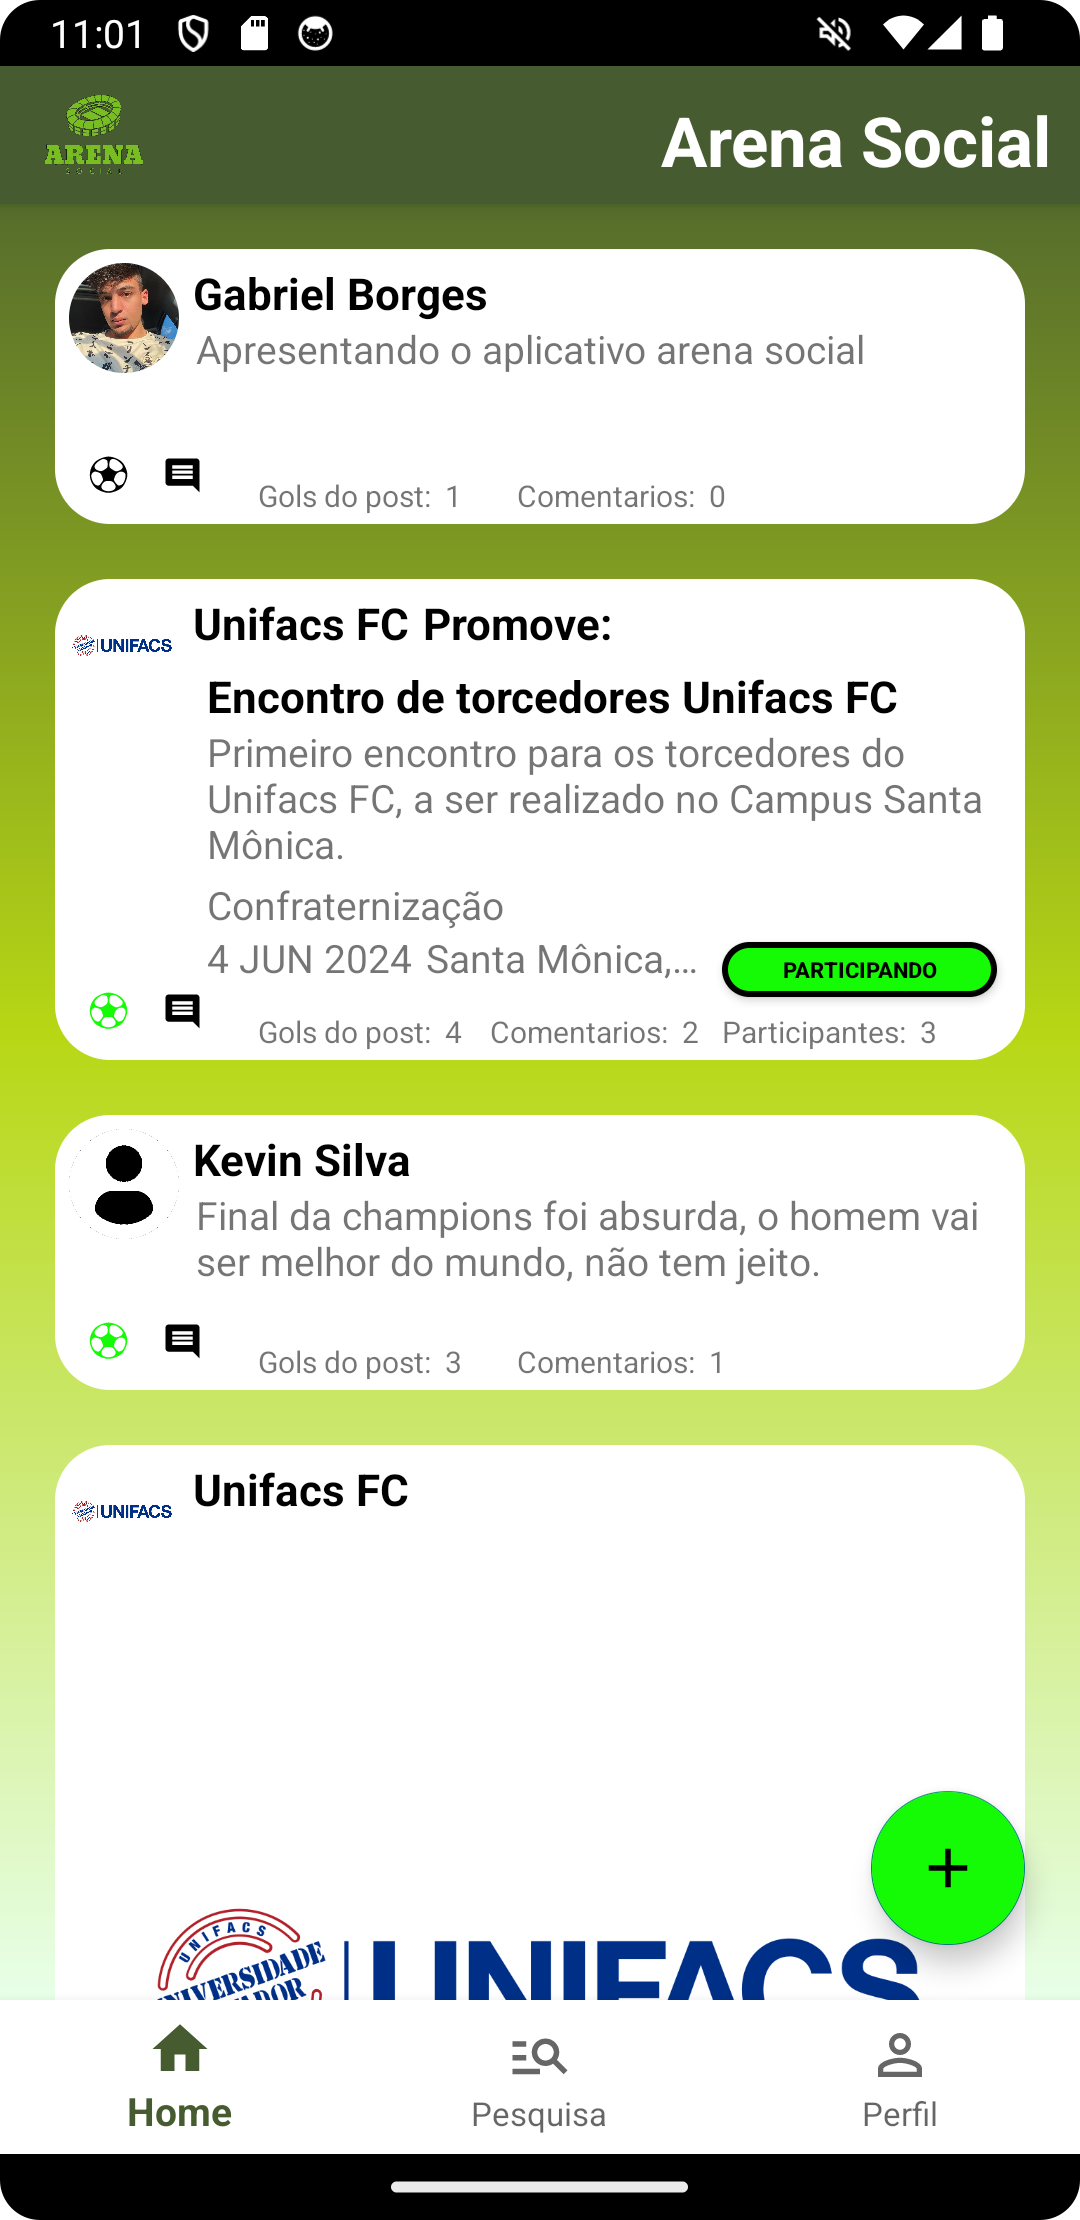 11:01
ARENA
SOCIAL
Arena Social
Gabriel Borges
Apresentando o aplicativo arena social
Gols do post: 1 Comentarios: 0
UNIFACS
Unifacs FC Promove:
Encontro de torcedores Unifacs FC
Primeiro encontro para os torcedores do
Unifacs FC, a ser realizado no Campus Santa
Mônica.
Confraternização
4 JUN 2024 Santa Mônica,...
PARTICIPANDO
Gols do post: 4 Comentarios: 2 Participantes: 3
Kevin Silva
Final da champions foi absurda, o homem vai
ser melhor do mundo, não tem jeito.
Gols do post: 3 Comentarios: 1
UNIFACS
Unifacs FC
UNIFACS
UNIVERSIDADE
UNIFACS
Home
Pesquisa
Perfil